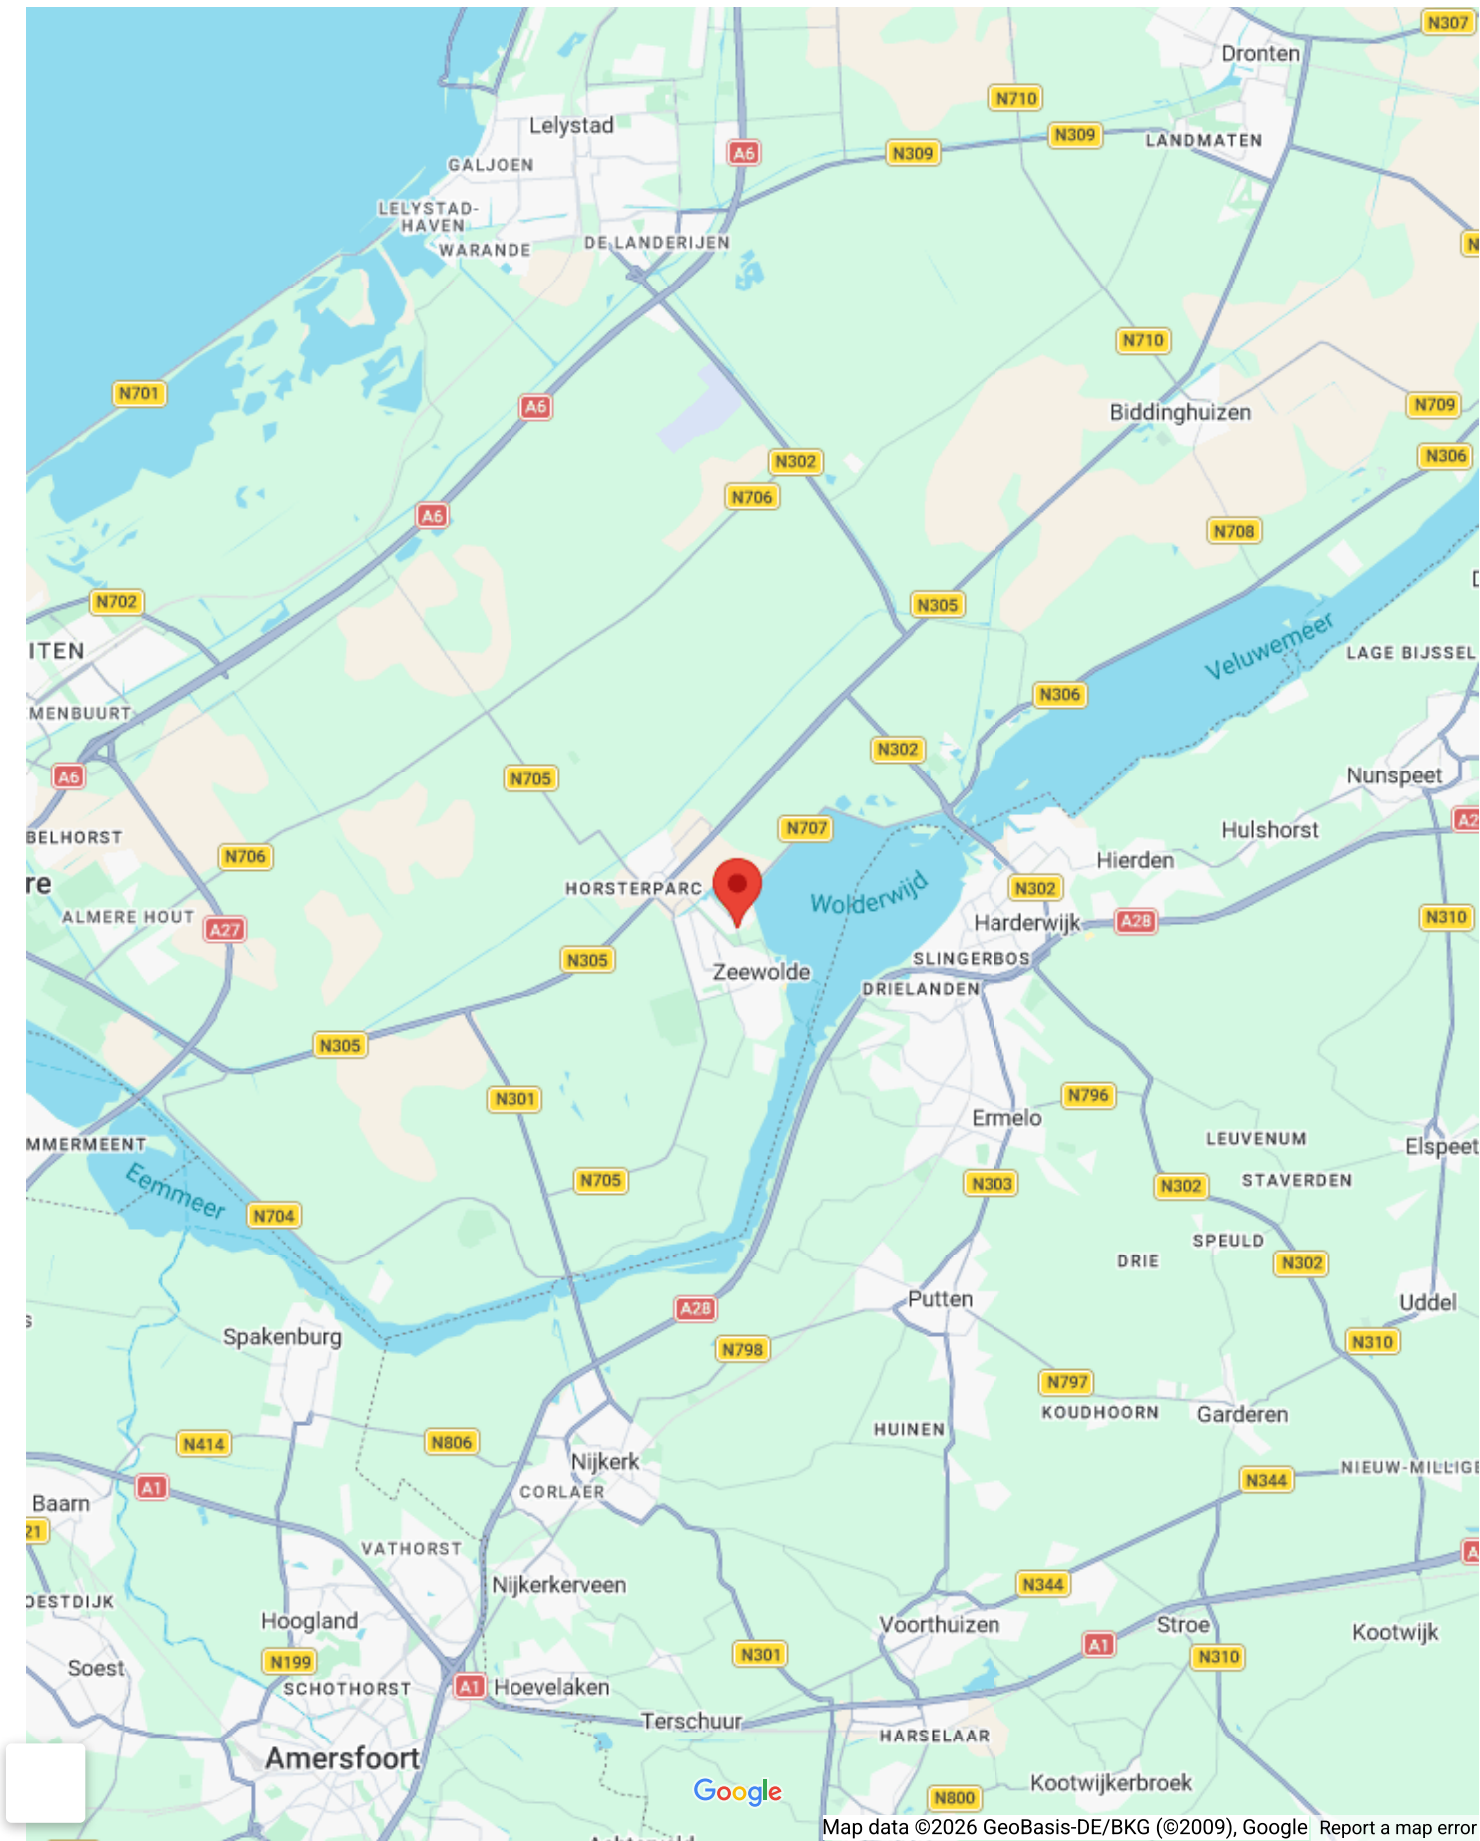 N307
Dronten
N710
Lelystad
N309
LANDMATEN
A6
N309
GALJOEN
LELYSTAD-
HAVEN
WARANDE
DE LANDERIJEN
N710
N701
A6
N709
Biddinghuizen
N302
N306
N706
A6
N708
N702
N305
Veluwemeer
ITEN
LAGE BIJSSEL
N306
MENBUURT
N302
A6
N705
Nunspeet
N707
Hulshorst
BELHORST
N706
Hierden
re
HORSTERPARC
Wolderwijd
N302
ALMERE HOUT
A27
Harderwijk
A28
N310
N305
SLINGERBOS
Zeewolde
DRIELANDEN
N305
N301
N796
Ermelo
MMERMEENT
LEUVENUM
Elspeet
Eemmeer
N705
N303
N302
STAVERDEN
N704
SPEULD
DRIE
N302
Putten
Uddel
A28
Spakenburg
N798
N310
N797
KOUDHOORN
Garderen
HUINEN
N414
N806
Nijkerk
NIEUW-MILLIGE
A1
CORLAER
N344
Baarn
21
VATHORST
Nijkerkerveen
N344
OESTDIJK
Hoogland
Voorthuizen
Stroe
Kootwijk
A1
N199
N301
N310
Soest
SCHOTHORST
A1
Hoevelaken
Terschuur
HARSELAAR
Amersfoort
Kootwijkerbroek
Google
N800
Map data ©2026 GeoBasis-DE/BKG (©2009), Google
Report a map error